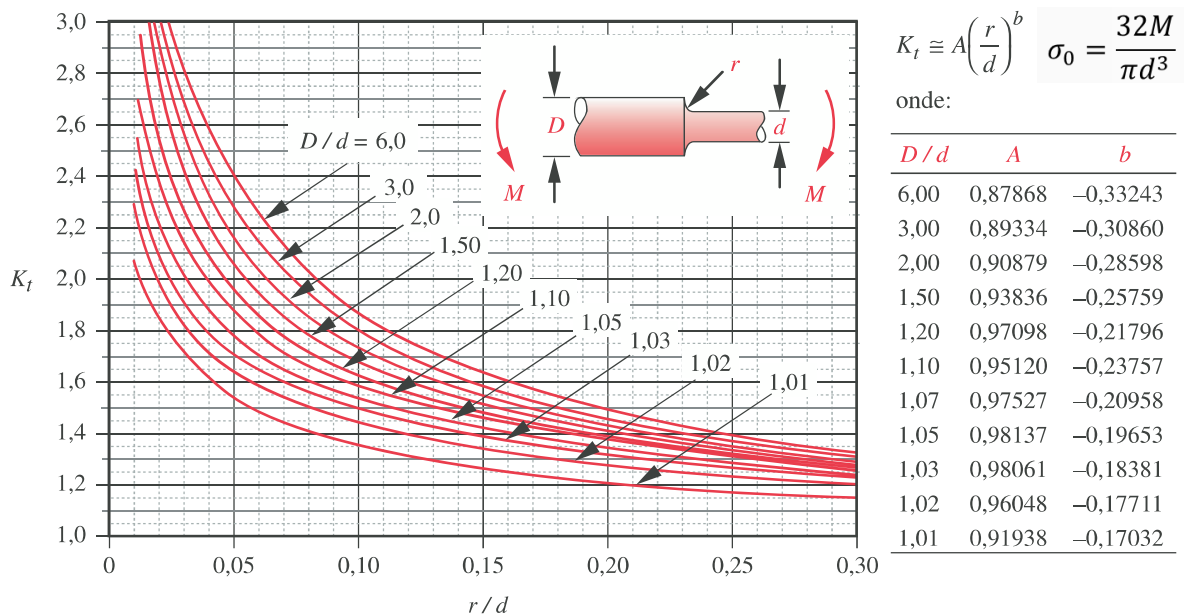 3,0
2,8
2,6
2,4
2,2
2,0
1,8
1,6
1,4
1,2
1,0
K_t
0
0,05
0,10
0,15
0,20
0,25
0,30
r / d
D / d = 6,0
3,0
2,0
1,50
1,20
1,10
1,05
1,03
1,02
1,01
r
D
d
M
M
K_t ≅ A(r/d)^b
σ_0 = 32M/πd^3
onde:
D / d A b
6,00 0,87868 –0,33243
3,00 0,89334 –0,30860
2,00 0,90879 –0,28598
1,50 0,93836 –0,25759
1,20 0,97098 –0,21796
1,10 0,95120 –0,23757
1,07 0,97527 –0,20958
1,05 0,98137 –0,19653
1,03 0,98061 –0,18381
1,02 0,96048 –0,17711
1,01 0,91938 –0,17032